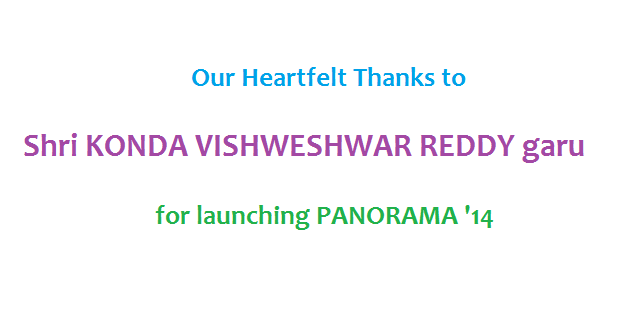 Our Heartfelt Thanks to
Shri KONDA VISHWESHWAR REDDY garu
for launching PANORAMA '14